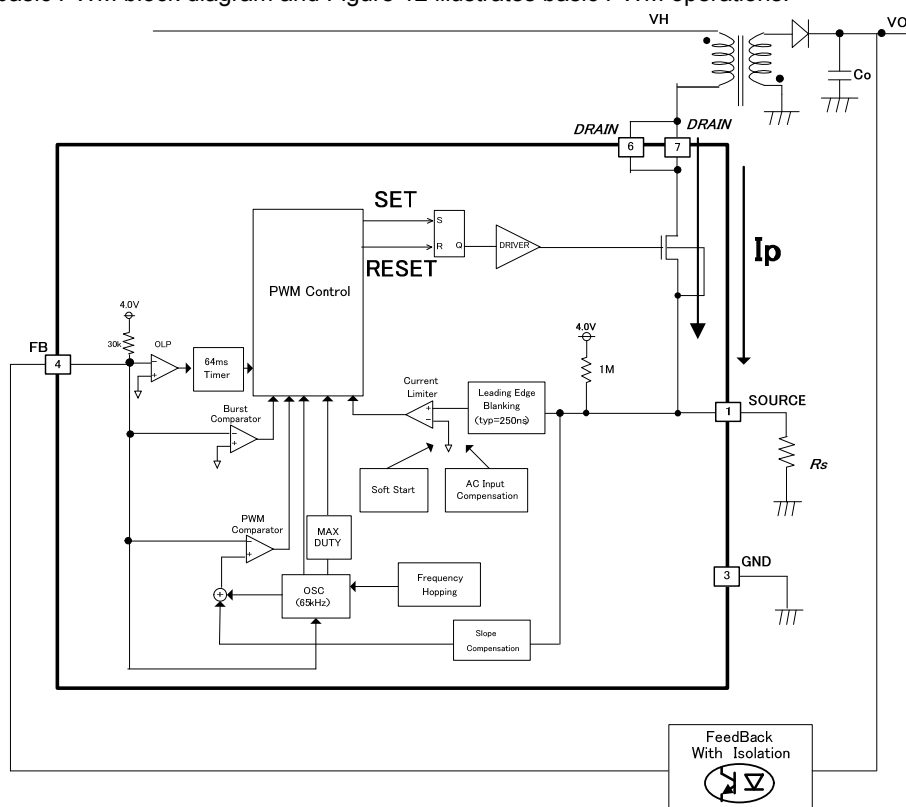 basic PWM block diagram and Figure 12 illustrates basic PWM operations.
VH
VO
Co
DRAIN
DRAIN
6
7
SET
S
R
Q
DRIVER
RESET
PWM Control
Ip
4.0V
30k
OLP
FB
4
64ms
Timer
4.0V
1M
Current
Limiter
Leading Edge
Blanking
(typ=250ns)
1
SOURCE
Burst
Comparator
Rs
Soft Start
AC Input
Compensation
PWM
Comparator
MAX
DUTY
GND
3
OSC
(65kHz)
Frequency
Hopping
Slope
Compensation
FeedBack
With Isolation